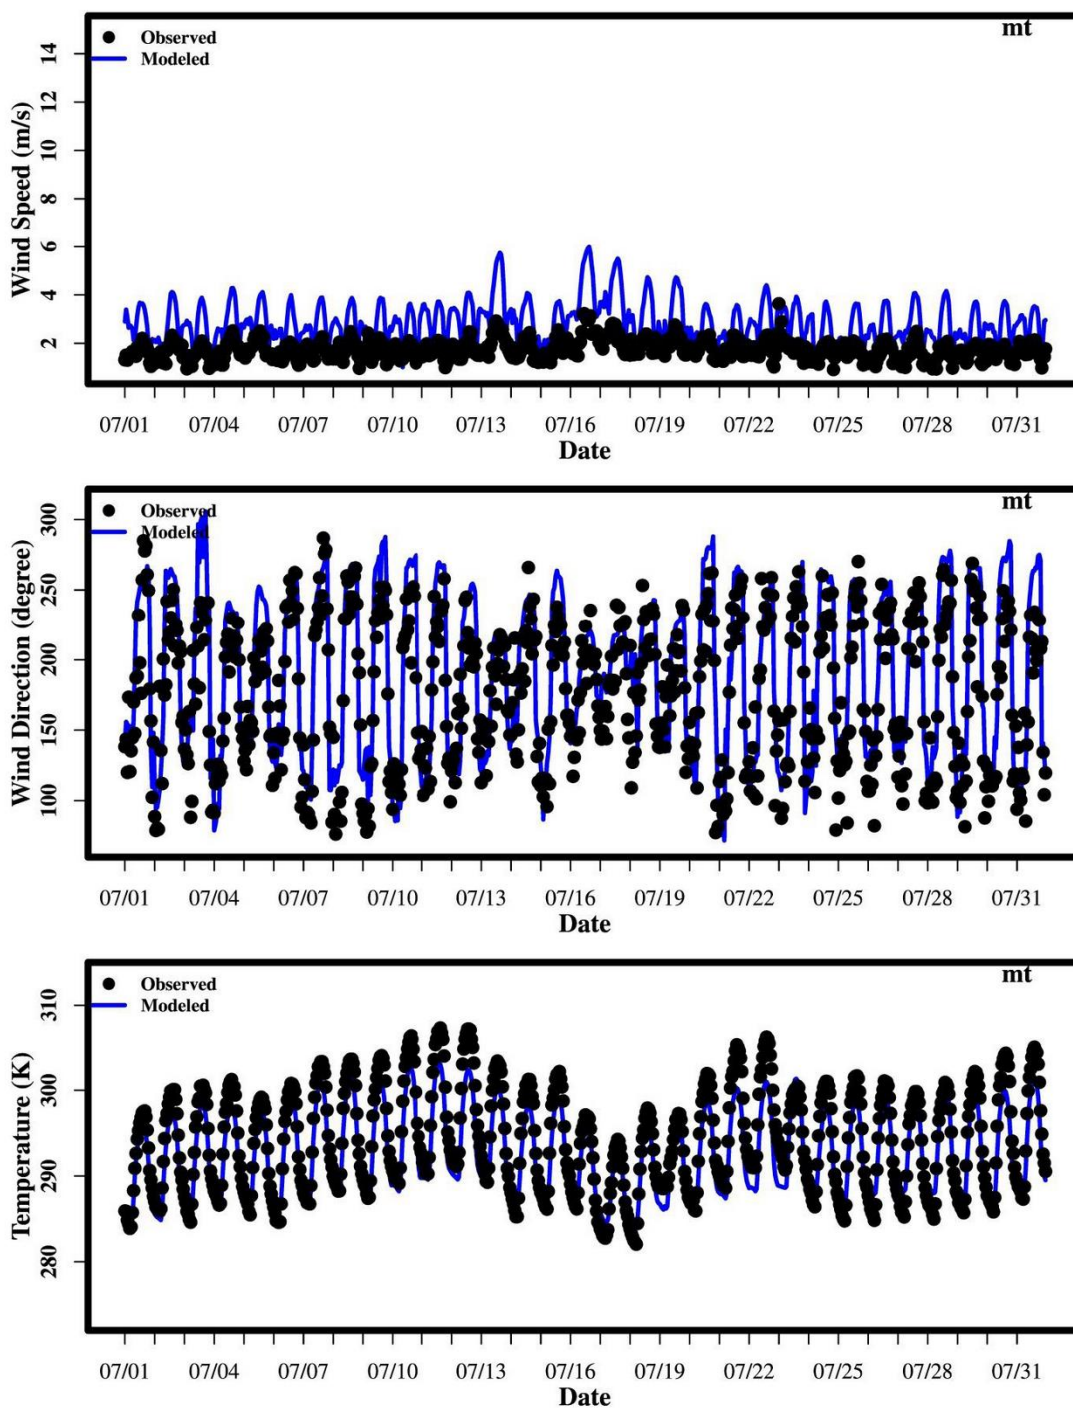 mt
Observed
Modeled
Wind Speed (m/s)
14
12
10
8
6
4
2
07/01 07/04 07/07 07/10 07/13 07/16 07/19 07/22 07/25 07/28 07/31
Date
mt
Observed
Modeled
Wind Direction (degree)
300
250
200
150
100
07/01 07/04 07/07 07/10 07/13 07/16 07/19 07/22 07/25 07/28 07/31
Date
mt
Observed
Modeled
Temperature (K)
310
300
290
280
07/01 07/04 07/07 07/10 07/13 07/16 07/19 07/22 07/25 07/28 07/31
Date